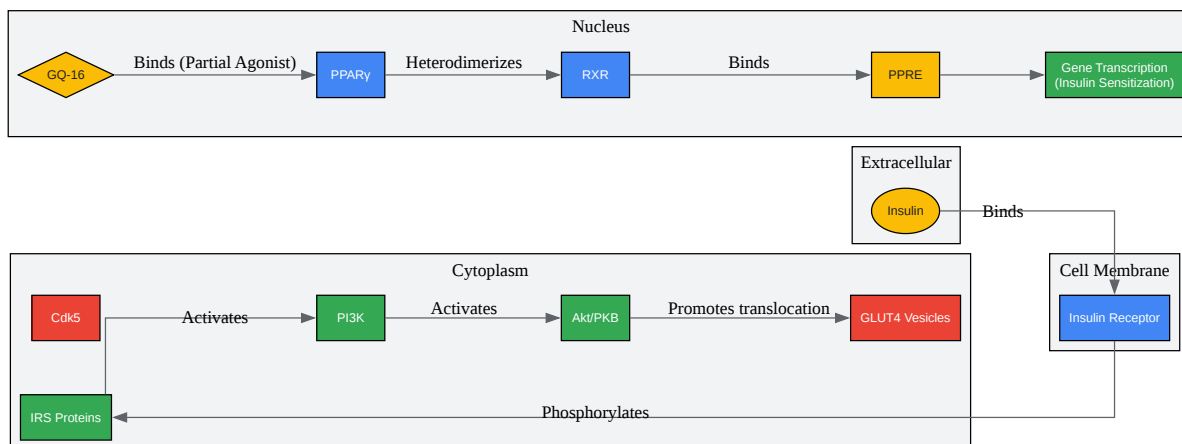 Nucleus
GQ-16
Binds (Partial Agonist)
PPARγ
Heterodimerizes
RXR
Binds
PPRE
Gene Transcription
(Insulin Sensitization)
Extracellular
Insulin
Binds
Cytoplasm
Cell Membrane
Cdk5
Activates
PI3K
Activates
Akt/PKB
Promotes translocation
GLUT4 Vesicles
Insulin Receptor
IRS Proteins
Phosphorylates